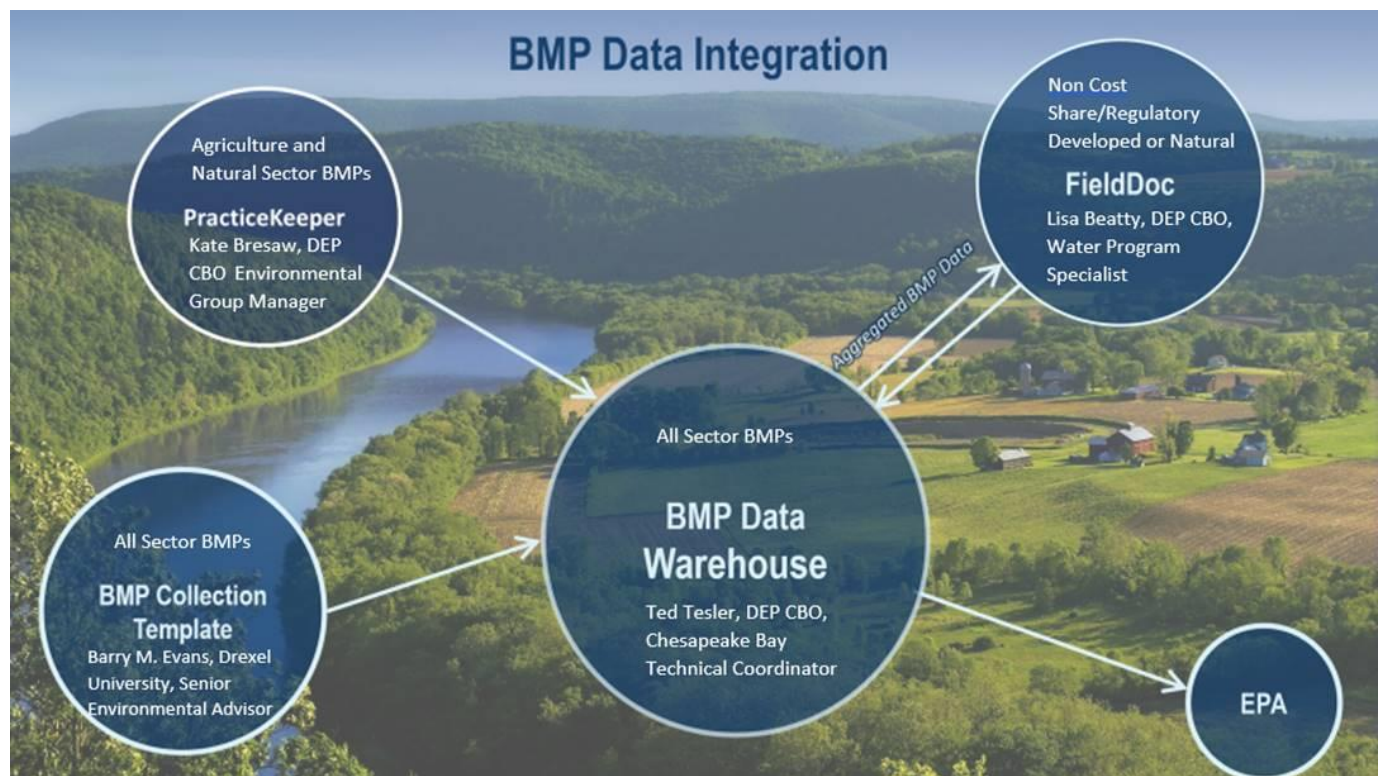 BMP Data Integration
Agriculture and
Natural Sector BMPs
PracticeKeeper
Kate Bresaw, DEP
CBO Environmental
Group Manager
Non Cost
Share/Regulatory
Developed or Natural
FieldDoc
Lisa Beatty, DEP CBO,
Water Program
Specialist
Aggregated BMP Data
All Sector BMPs
BMP Data
Warehouse
Ted Tesler, DEP CBO,
Chesapeake Bay
Technical Coordinator
All Sector BMPs
BMP Collection
Template
Barry M. Evans, Drexel
University, Senior
Environmental Advisor
EPA